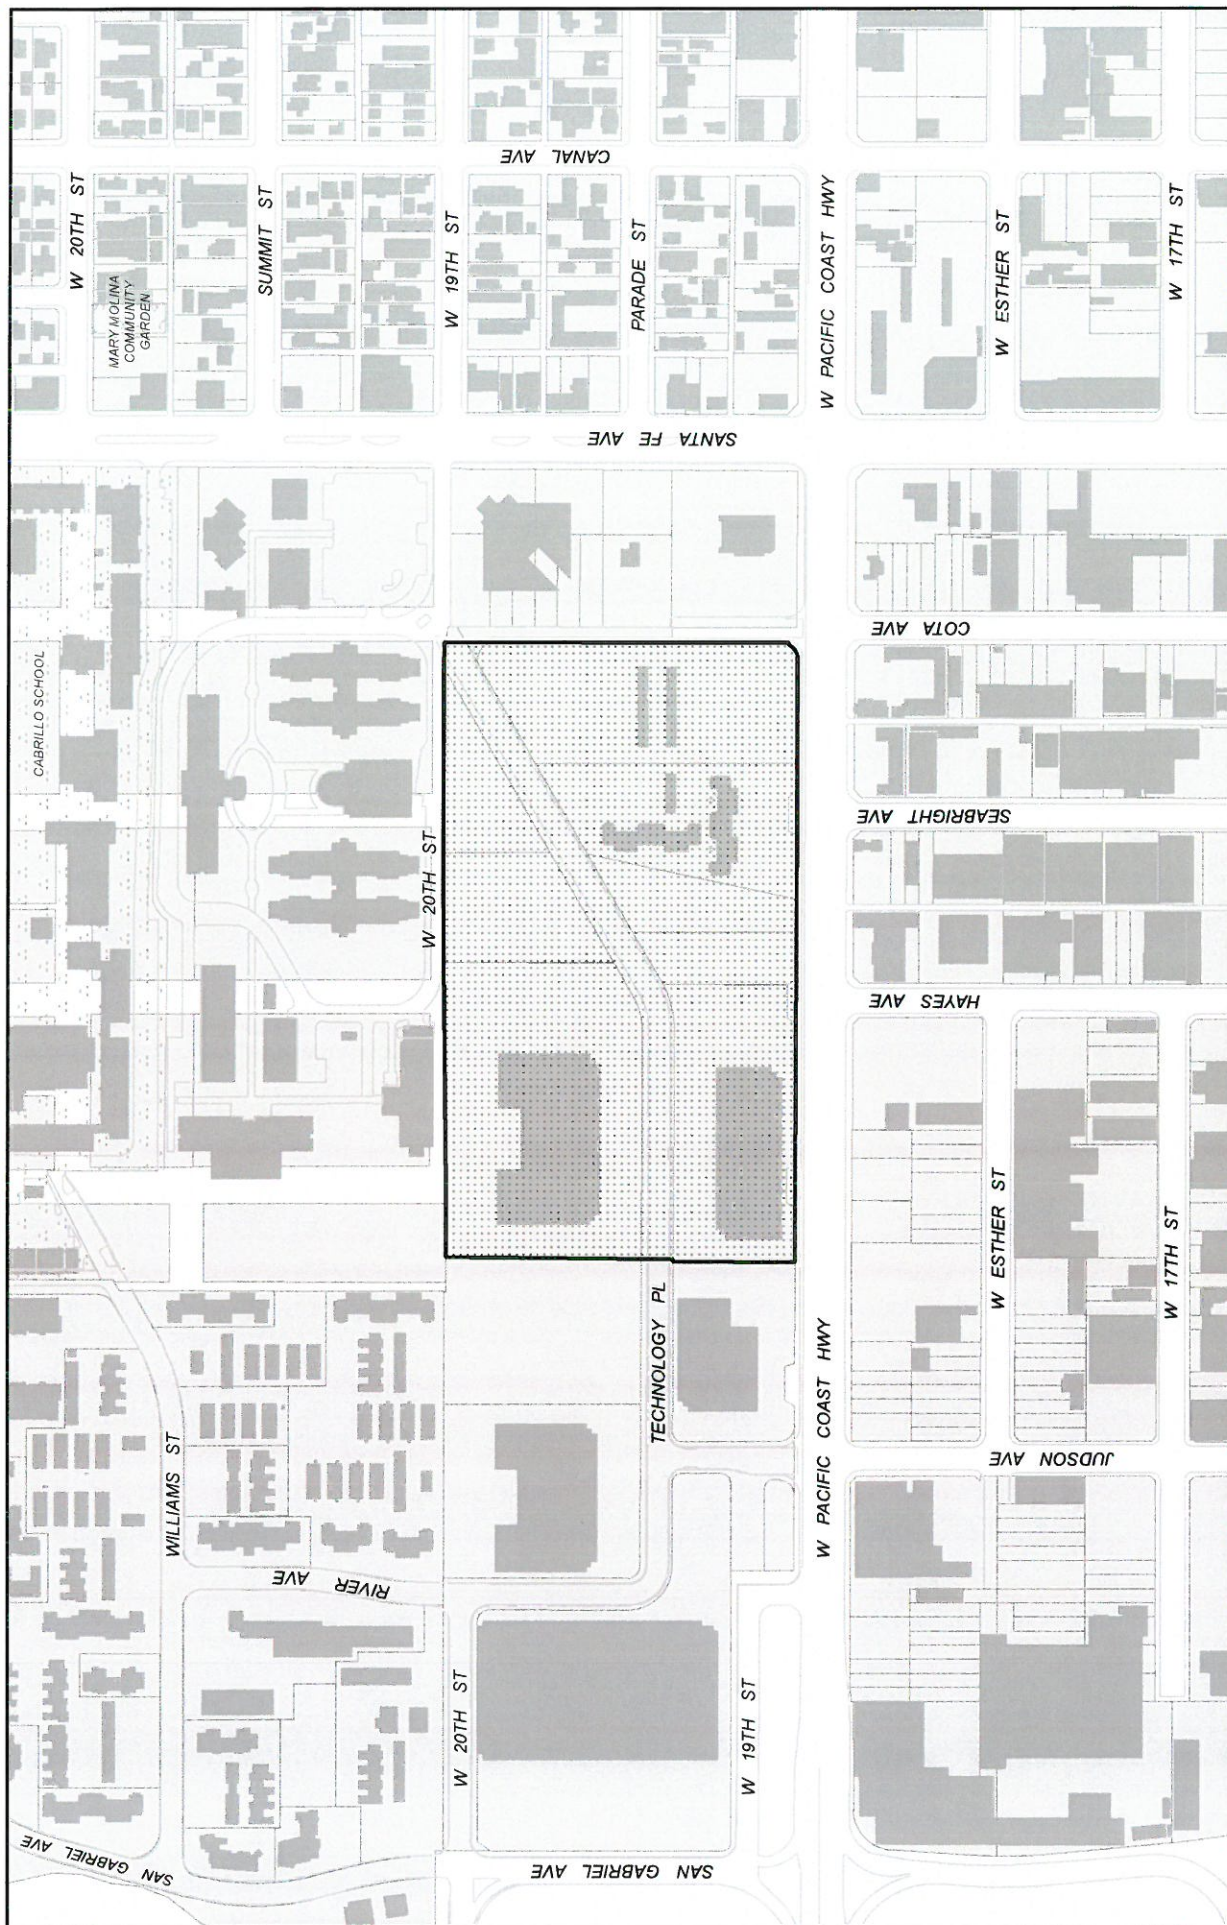 CANAL AVE
W 20TH ST
SUMMIT ST
W 19TH ST
PARADE ST
W PACIFIC COAST HWY
W ESTHER ST
W 17TH ST
MARY MOLINA
COMMUNITY
GARDEN
SANTA FE AVE
CABRILLO SCHOOL
COTA AVE
SEABRIGHT AVE
W 20TH ST
HAYES AVE
W ESTHER ST
W 17TH ST
TECHNOLOGY PL
W PACIFIC COAST HWY
JUDSON AVE
WILLIAMS ST
RIVER AVE
W 20TH ST
W 19TH ST
SAN GABRIEL AVE
SAN GABRIEL AVE